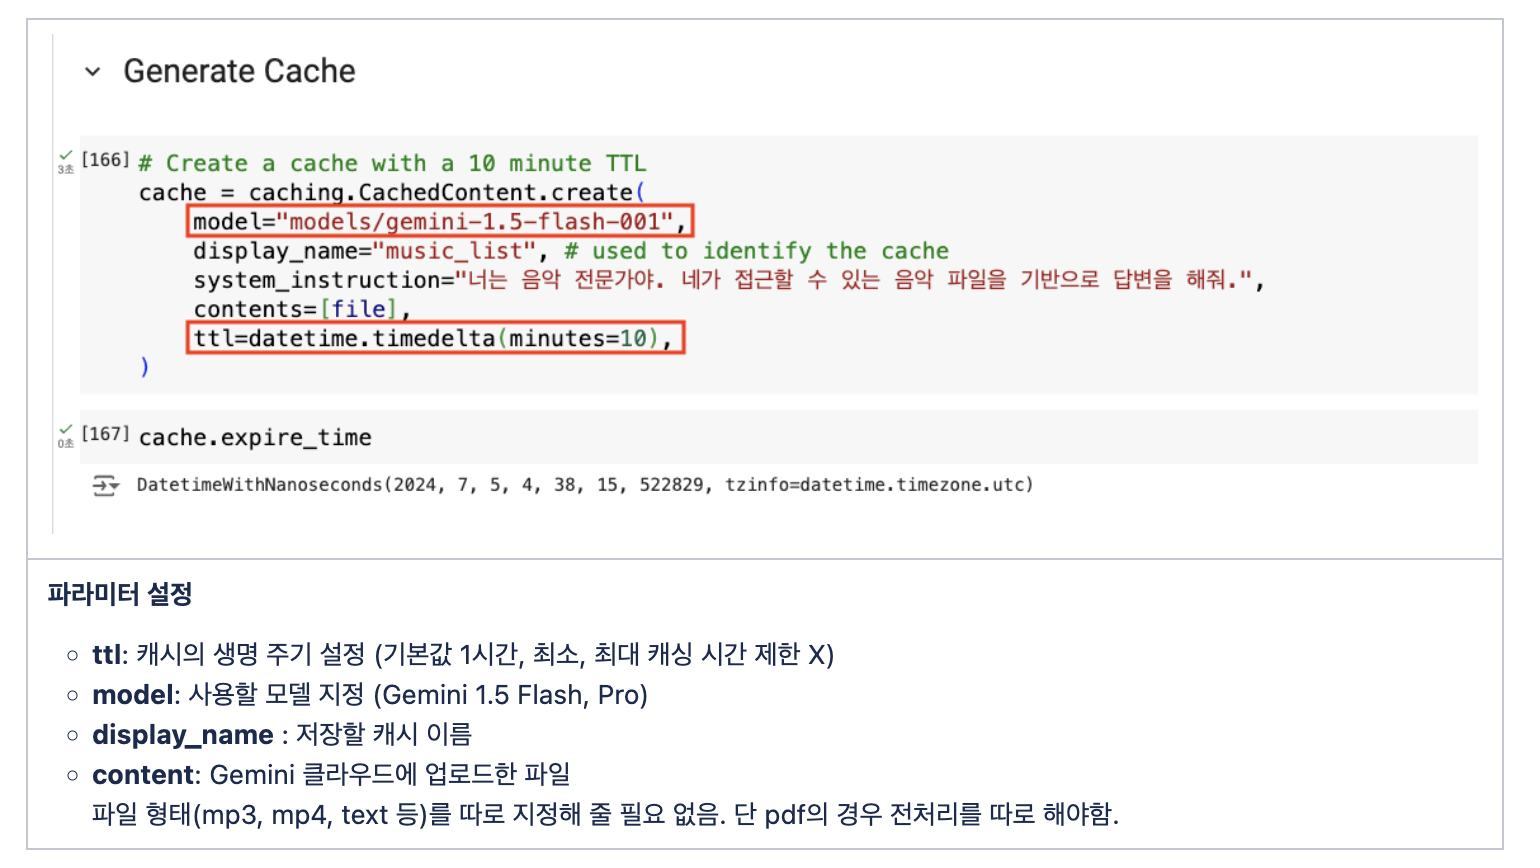 Generate Cache
3초
[166] # Create a cache with a 10 minute TTL
cache = caching.CachedContent.create(
model="models/gemini-1.5-flash-001",
display_name="music_list", # used to identify the cache
system_instruction="너는 음악 전문가야. 네가 접근할 수 있는 음악 파일을 기반으로 답변을 해줘.",
contents=[file],
ttl=datetime.timedelta(minutes=10),
)
0초
[167] cache.expire_time
DatetimeWithNanoseconds(2024, 7, 5, 4, 38, 15, 522829, tzinfo=datetime.timezone.utc)
파라미터 설정
ttl: 캐시의 생명 주기 설정 (기본값 1시간, 최소, 최대 캐싱 시간 제한 X)
model: 사용할 모델 지정 (Gemini 1.5 Flash, Pro)
display_name : 저장할 캐시 이름
content: Gemini 클라우드에 업로드한 파일
파일 형태(mp3, mp4, text 등)를 따로 지정해 줄 필요 없음. 단 pdf의 경우 전처리를 따로 해야함.